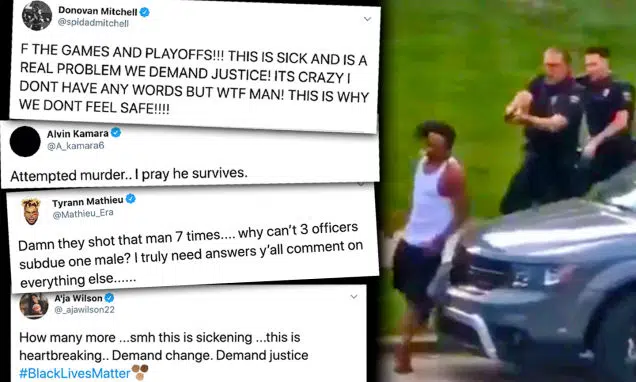 Donovan Mitchell
@spidadmitchell
F THE GAMES AND PLAYOFFS!!! THIS IS SICK AND IS A
REAL PROBLEM WE DEMAND JUSTICE! ITS CRAZY I
DONT HAVE ANY WORDS BUT WTF MAN! THIS IS WHY
WE DONT FEEL SAFE!!!!
Alvin Kamara
@A_kamara6
Attempted murder.. I pray he survives.
Tyrann Mathieu
@Mathieu_Era
Damn they shot that man 7 times.... why can't 3 officers
subdue one male? I truly need answers y'all comment on
everything else......
A'ja Wilson
@_ajawilson22
How many more ...smh this is sickening ...this is
heartbreaking.. Demand change. Demand justice
#BlackLivesMatter